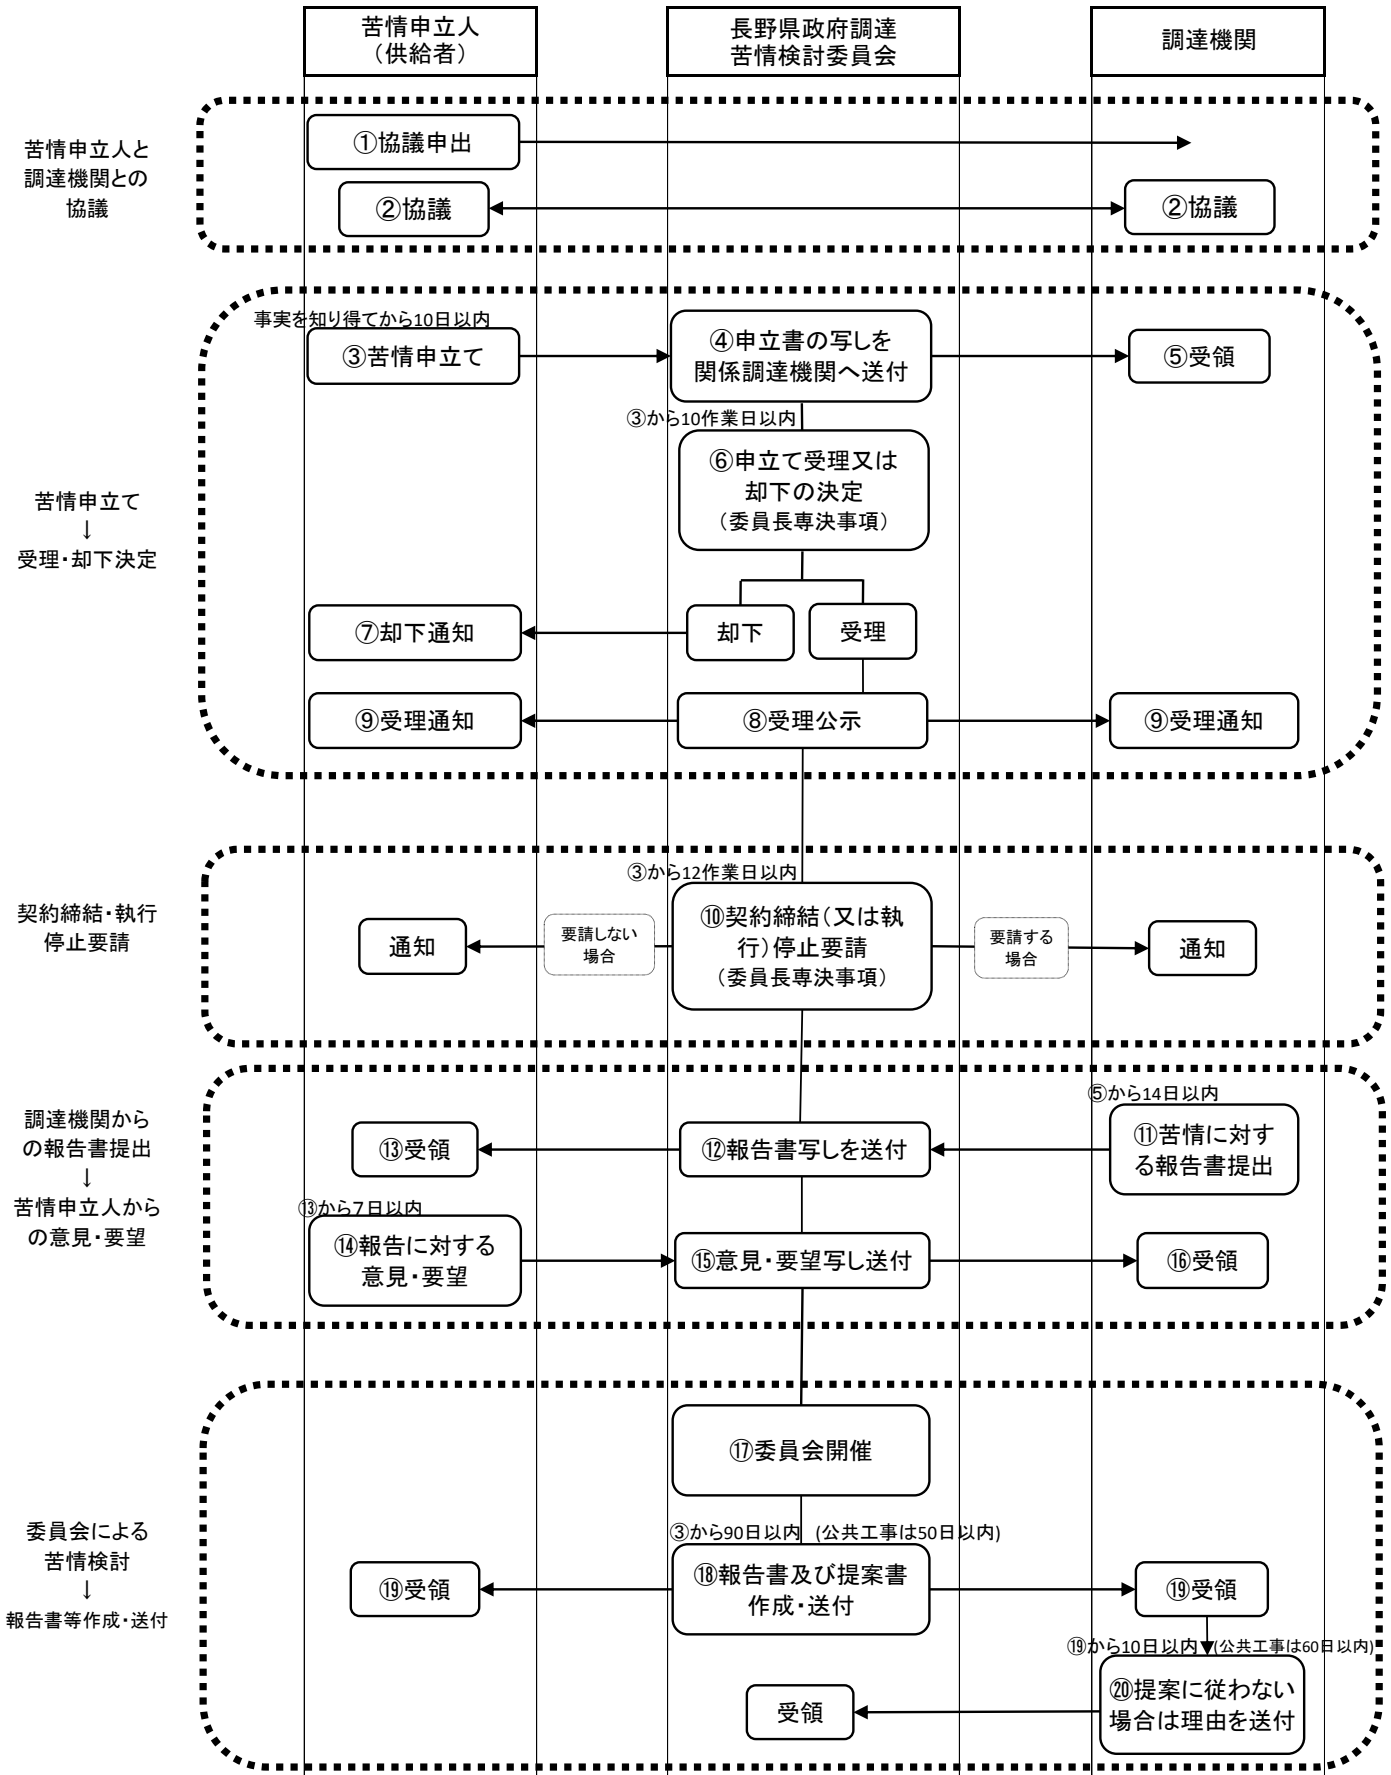 苦情申立人
（供給者）
長野県政府調達
苦情検討委員会
調達機関
苦情申立人と
調達機関との
協議
①協議申出
②協議
②協議
事実を知り得てから10日以内
③苦情申立て
④申立書の写しを
関係調達機関へ送付
⑤受領
③から10作業日以内
⑥申立て受理又は
却下の決定
（委員長専決事項）
苦情申立て
↓
受理・却下決定
却下
受理
⑦却下通知
⑨受理通知
⑧受理公示
⑨受理通知
契約締結・執行
停止要請
③から12作業日以内
通知
要請しない
場合
⑩契約締結（又は執
行）停止要請
（委員長専決事項）
要請する
場合
通知
調達機関から
の報告書提出
↓
苦情申立人から
の意見・要望
⑤から14日以内
⑬受領
⑫報告書写しを送付
⑪苦情に対す
る報告書提出
⑬から７日以内
⑭報告に対する
意見・要望
⑮意見・要望写し送付
⑯受領
委員会による
苦情検討
↓
報告書等作成・送付
⑰委員会開催
③から90日以内　(公共工事は50日以内)
⑲受領
⑱報告書及び提案書
作成・送付
⑲受領
⑲から10日以内　(公共工事は60日以内)
受領
⑳提案に従わない
場合は理由を送付